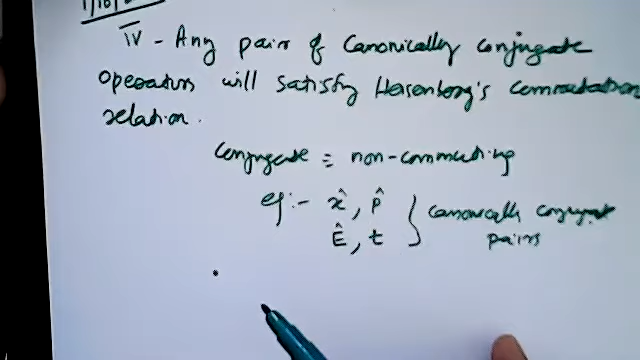 IV - Any pair of Canonically conjugate
operators will satisfy Heisenberg's commutation
relation.
conjugate = non-commuting
eg:- x̂, p̂ } canonically conjugate
Ê, t pairs